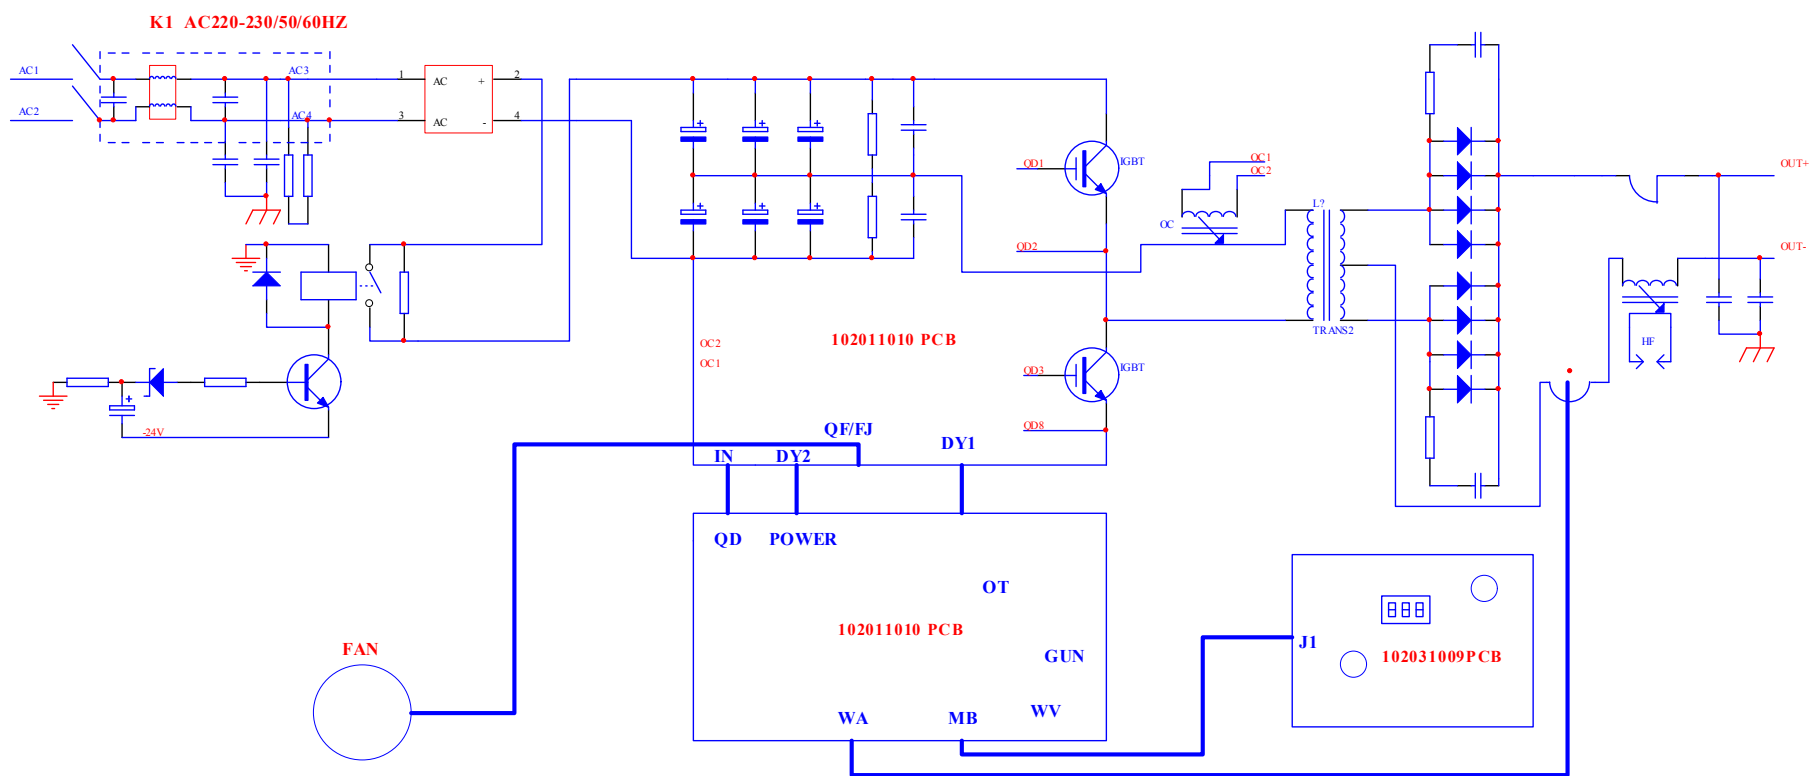 K1 AC220-230/50/60HZ
AC1
AC3
1
AC
+
2
AC2
AC4
3
AC
-
4
QD1
IGBT
OC1
OC2
OC
L?
OUT+
QD2
OUT-
TRANS2
HF
OC2
OC1
102011010 PCB
QD3
IGBT
-24V
QD8
QF/FJ
IN
DY2
DY1
QD
POWER
OT
102011010 PCB
GUN
WA
MB
WV
FAN
J1
888
102031009PCB